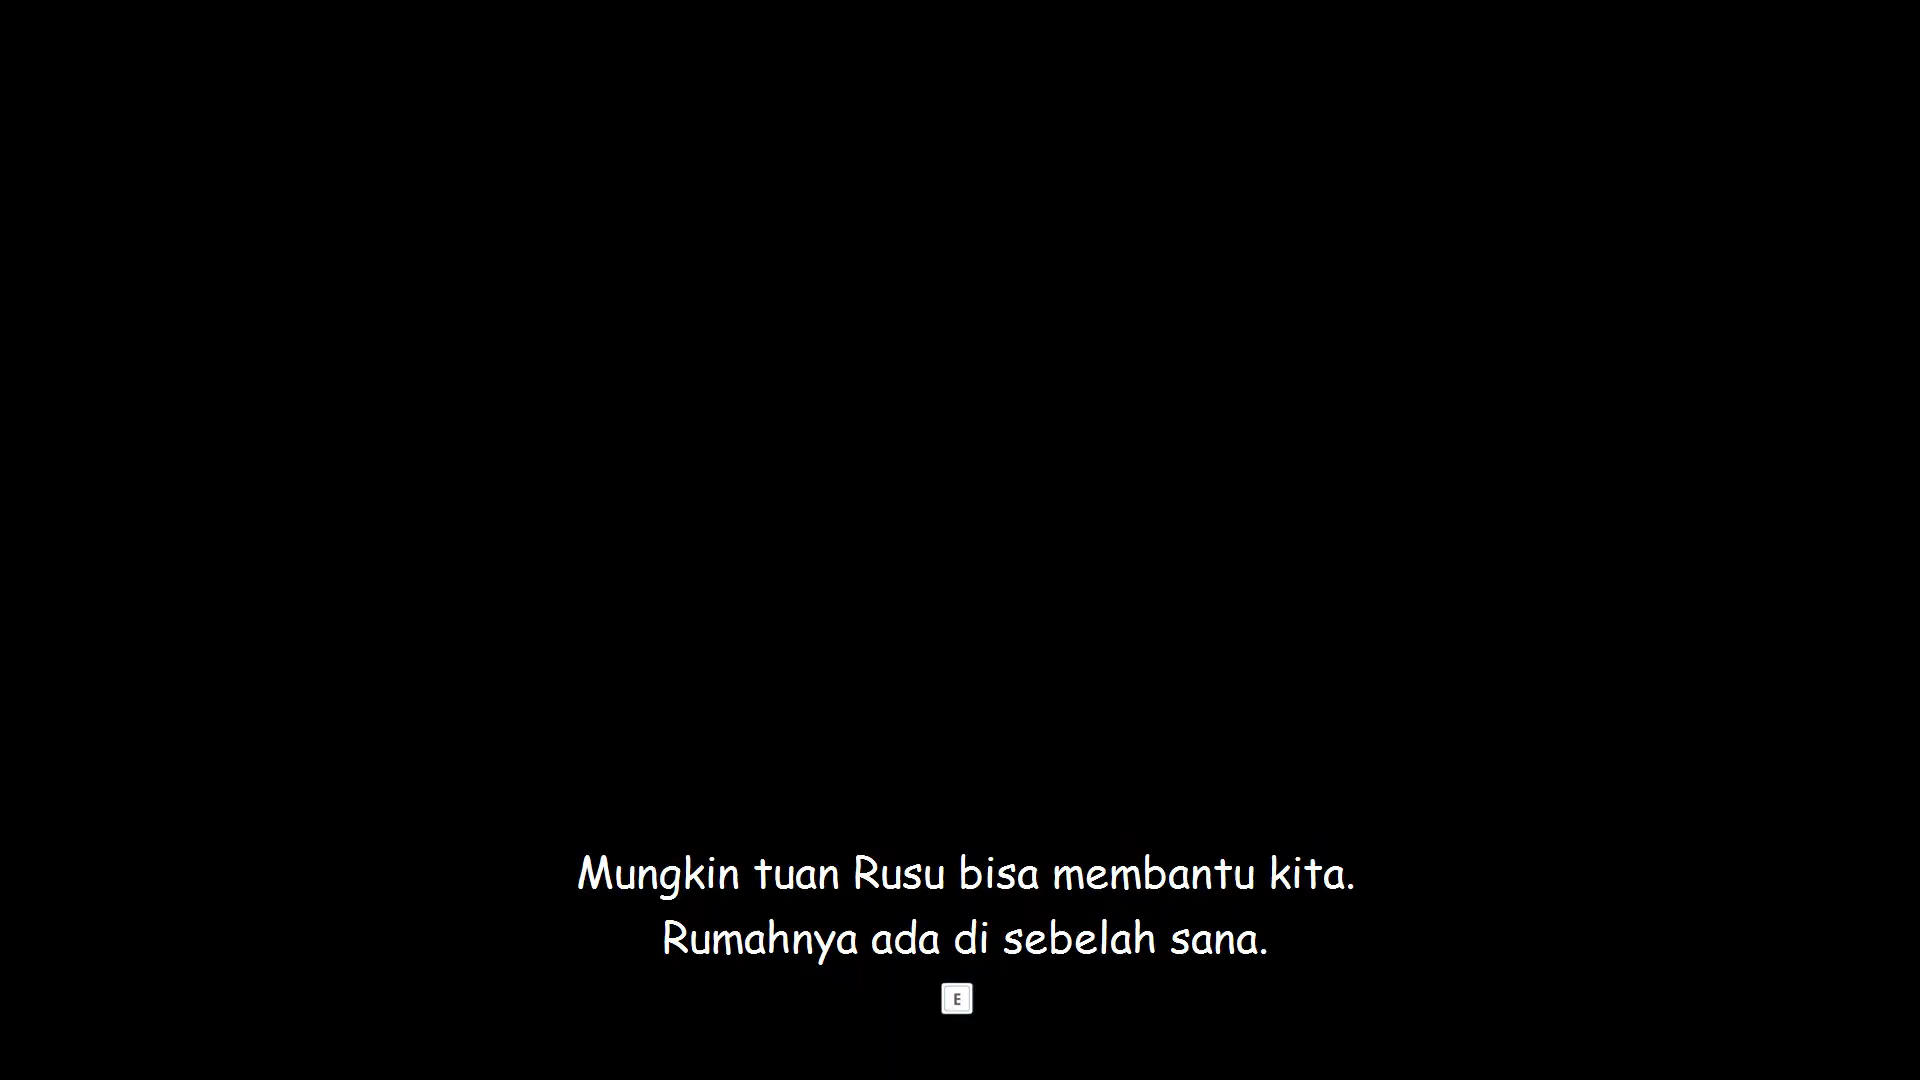 Mungkin tuan Rusu bisa membantu kita.
Rumahnya ada di sebelah sana.
E